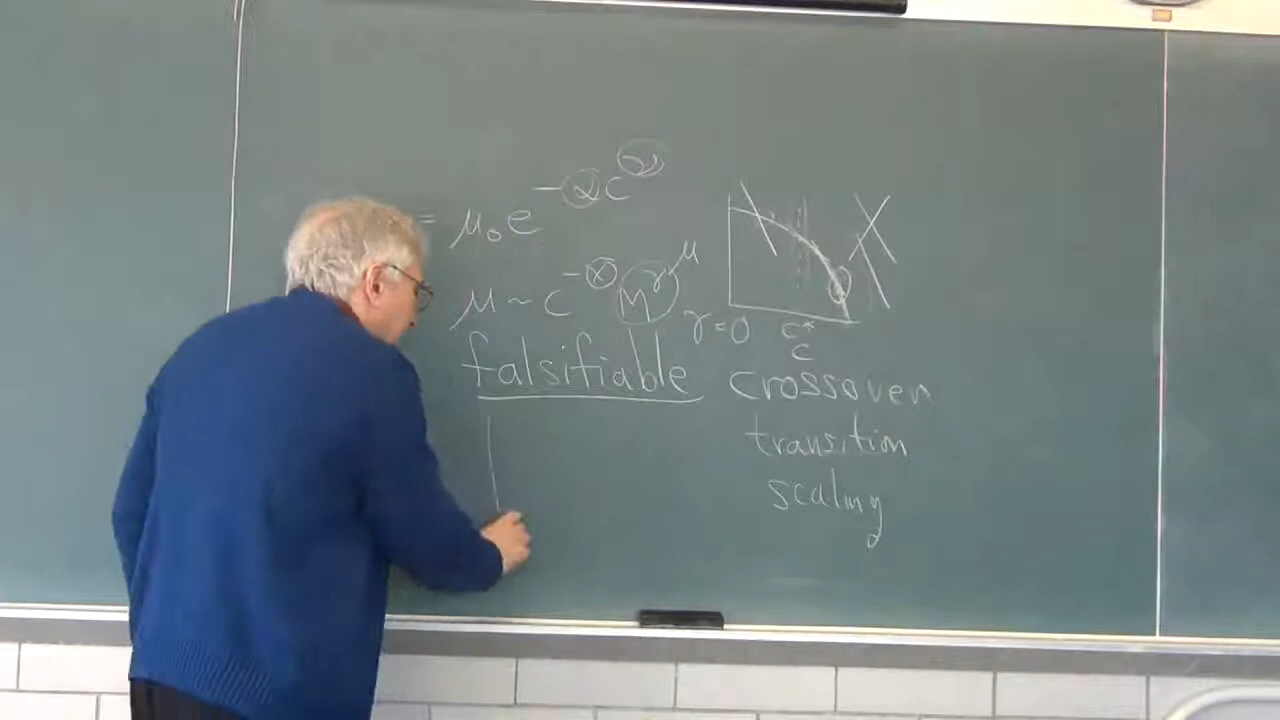 = μ₀e^{-αc^ν}
μ ~ c^{-x} M^γ μ
γ=0 c*
c
falsifiable crossover
transition
scaling